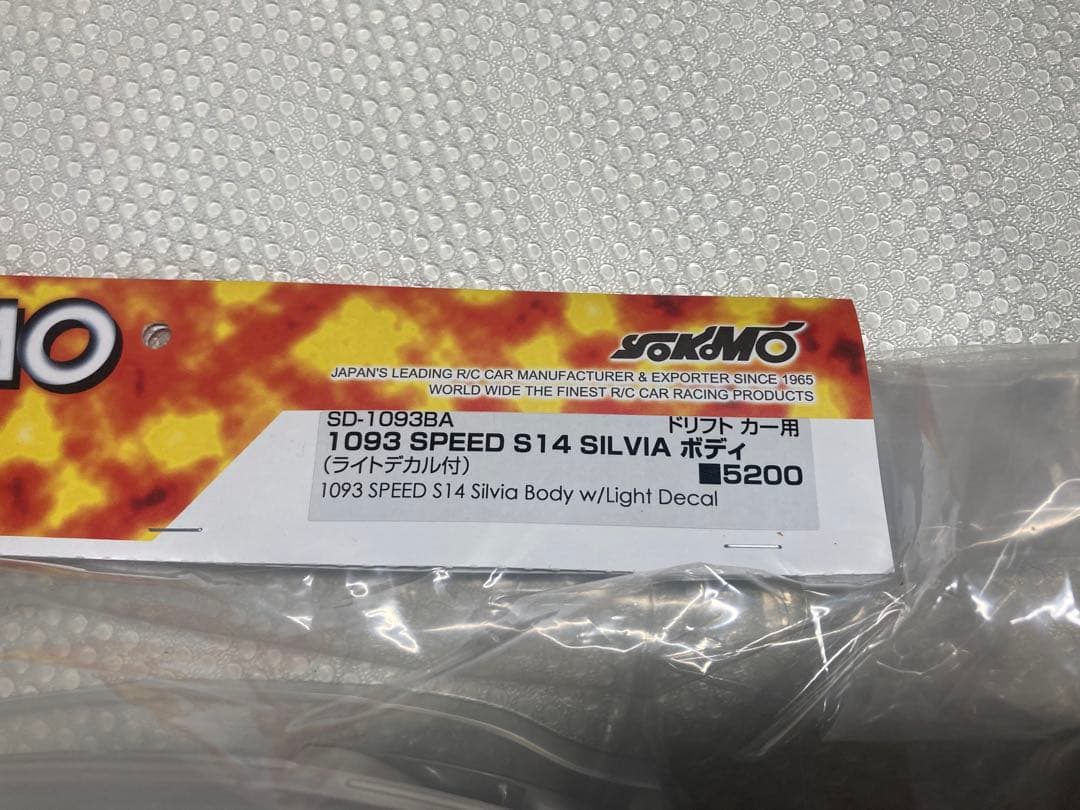 MO
YOKOMO
JAPAN'S LEADING R/C CAR MANUFACTURER & EXPORTER SINCE 1965
WORLD WIDE THE FINEST R/C CAR RACING PRODUCTS
SD-1093BA ドリフト カー用
1093 SPEED S14 SILVIA ボディ
(ライトデカル付) ■5200
1093 SPEED S14 Silvia Body w/Light Decal